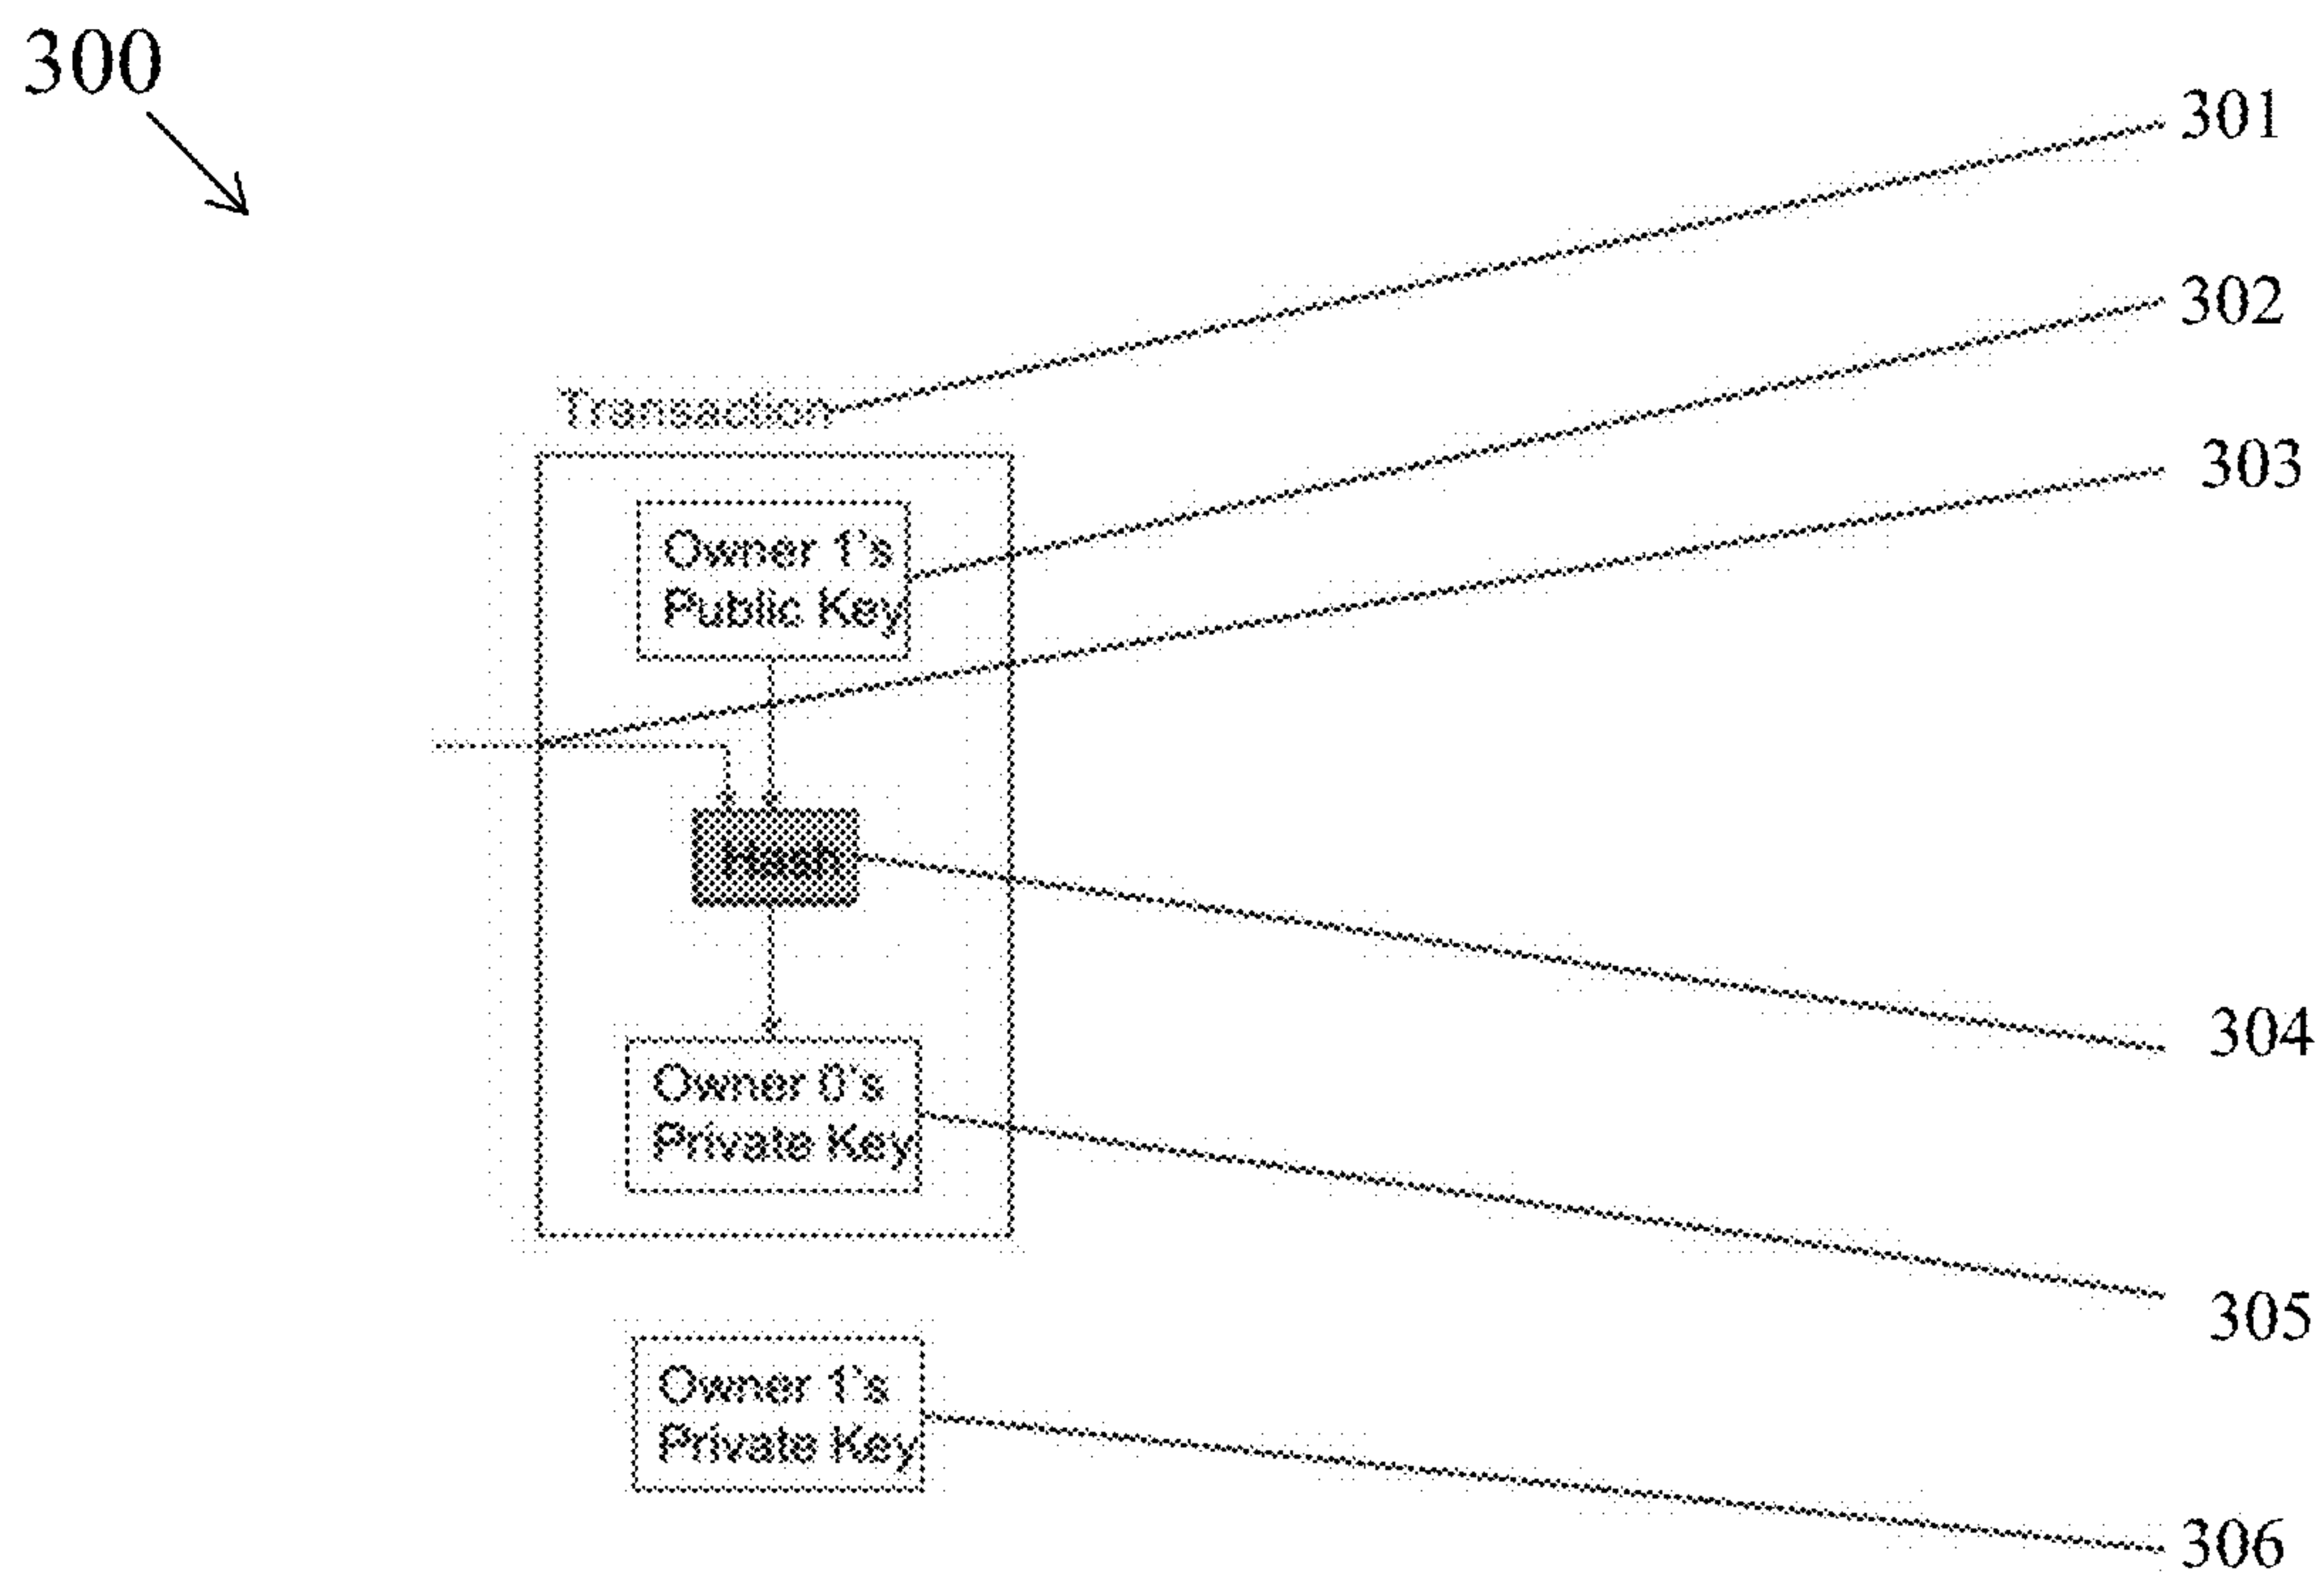 300
301
302
303
Transaction
Owner 1's
Public Key
Hash
304
Owner 0's
Private Key
305
Owner 1's
Private Key
306